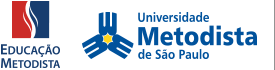 EDUCAÇÃO
METODISTA
Universidade
Metodista
de São Paulo